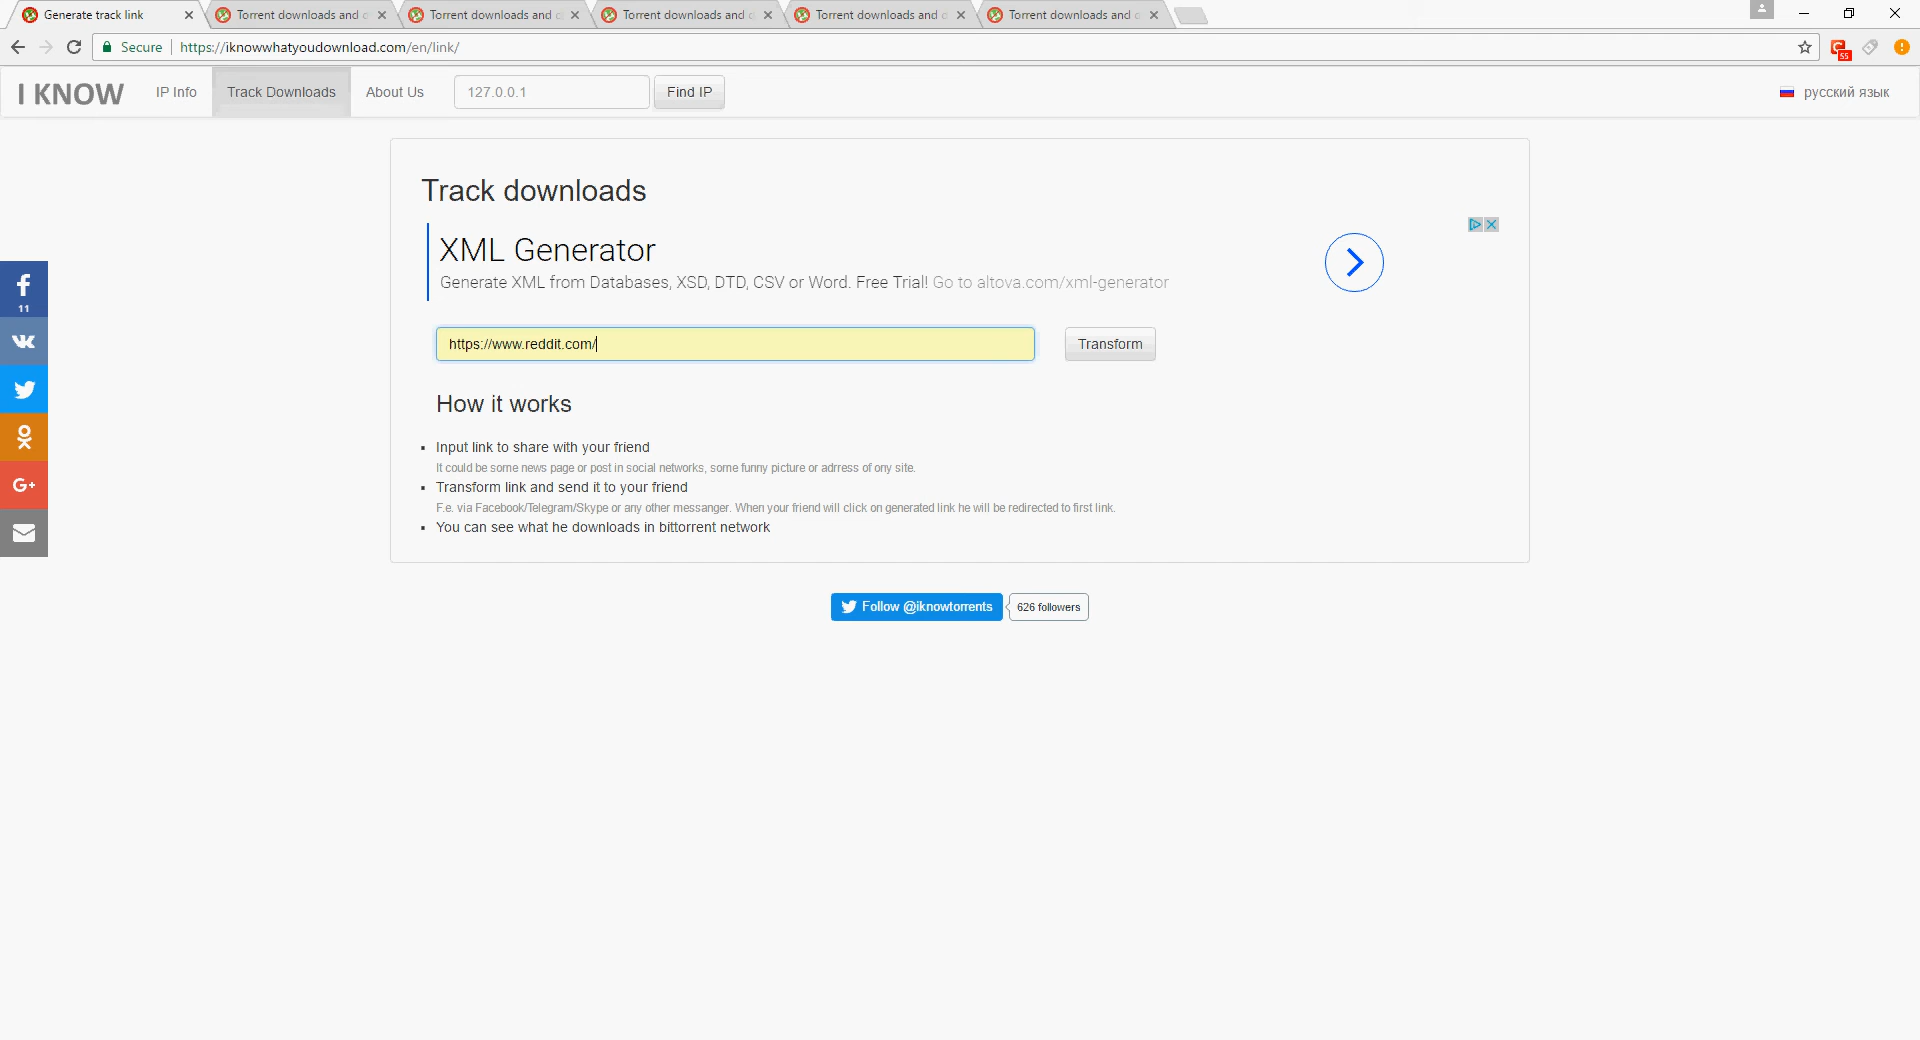 Generate track link
Torrent downloads and
Torrent downloads and
Torrent downloads and
Torrent downloads and
Torrent downloads and
Secure https://iknowwhatyoudownload.com/en/link/
55
I KNOW
IP Info
Track Downloads
About Us
127.0.0.1
Find IP
русский язык
Track downloads
XML Generator
Generate XML from Databases, XSD, DTD, CSV or Word. Free Trial! Go to altova.com/xml-generator
f
11
G+
https://www.reddit.com/
Transform
How it works
Input link to share with your friend
It could be some news page or post in social networks, some funny picture or adrress of ony site.
Transform link and send it to your friend
F.e. via Facebook/Telegram/Skype or any other messanger. When your friend will click on generated link he will be redirected to first link.
You can see what he downloads in bittorrent network
Follow @iknowtorrents
626 followers